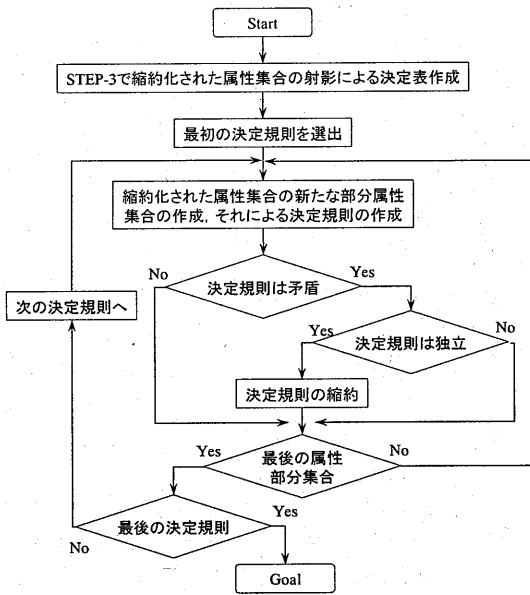 Start
STEP-3で縮約化された属性集合の射影による決定表作成
最初の決定規則を選出
縮約化された属性集合の新たな部分属性
集合の作成, それによる決定規則の作成
No
Yes
決定規則は矛盾
次の決定規則へ
Yes
No
決定規則は独立
決定規則の縮約
Yes
No
最後の属性
部分集合
Yes
最後の決定規則
No
Goal